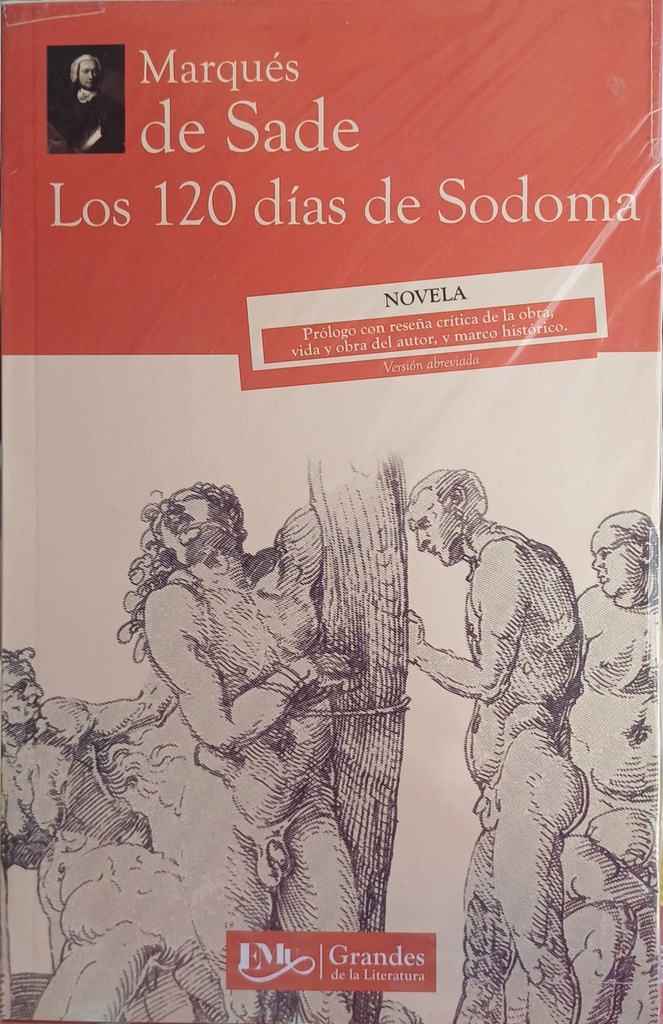 Marqués
de Sade
Los 120 días de Sodoma
NOVELA
Prólogo con reseña crítica de la obra,
vida y obra del autor, y marco histórico.
Versión abreviada
EMU
Grandes
de la Literatura